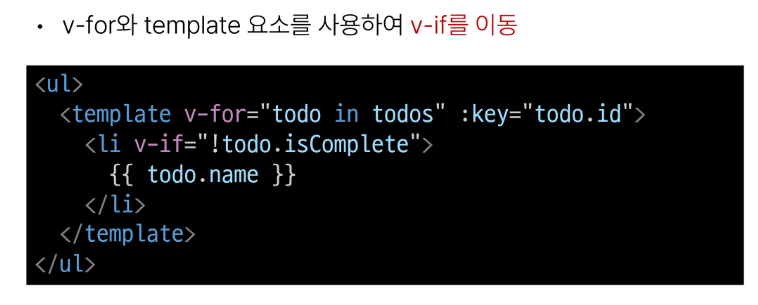 • v-for와 template 요소를 사용하여 v-if를 이동
<ul>
  <template v-for="todo in todos" :key="todo.id">
    <li v-if="!todo.isComplete">
      {{ todo.name }}
    </li>
  </template>
</ul>